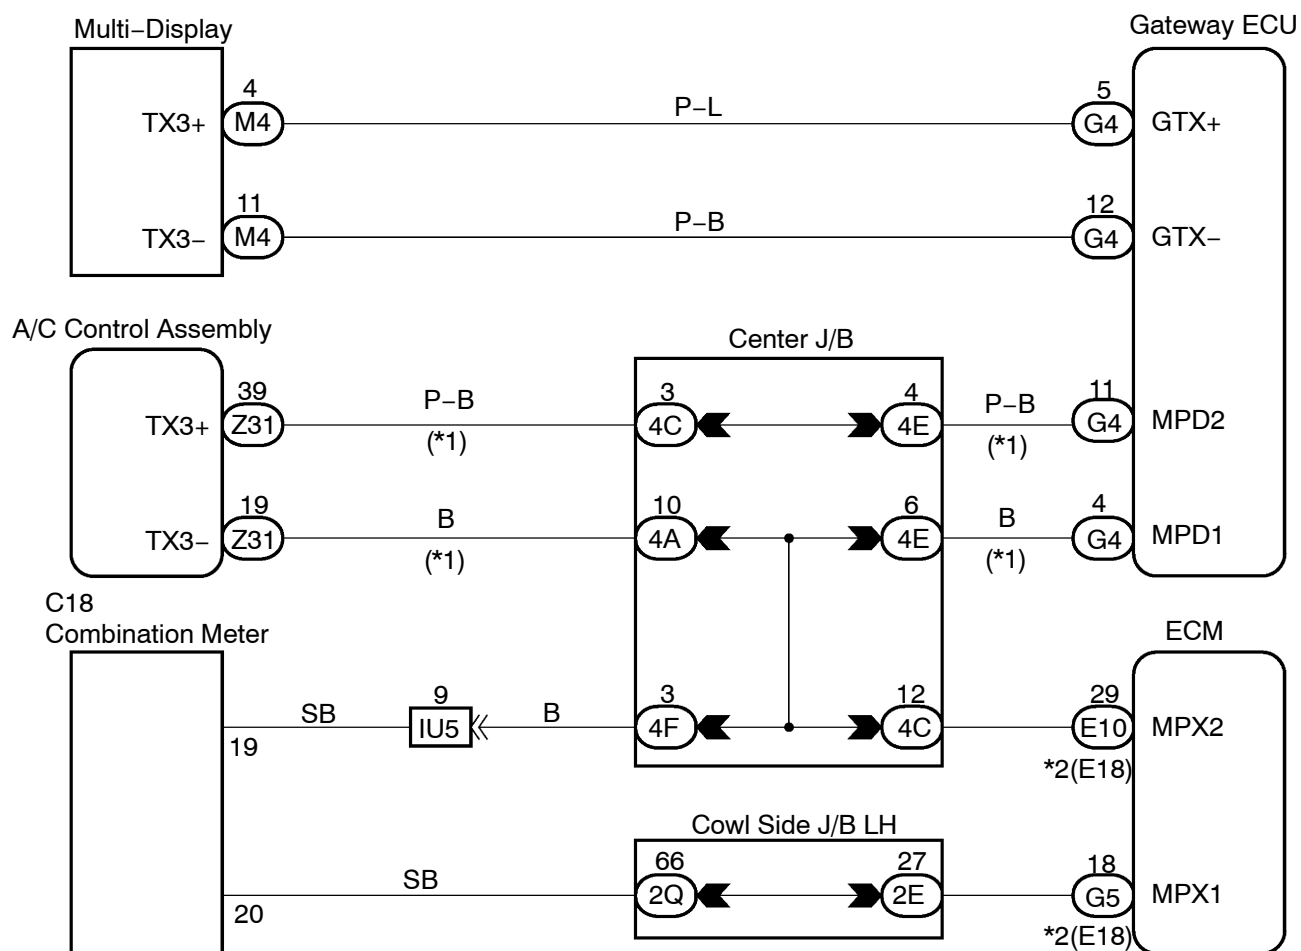 Multi−Display
Gateway ECU
4
P−L
5
TX3+
M4
G4
GTX+
11
P−B
12
TX3−
M4
G4
GTX−
A/C Control Assembly
Center J/B
39
P−B
3
4
P−B
11
TX3+
Z31
(*1)
4C
4E
(*1)
G4
MPD2
19
B
10
6
B
4
TX3−
Z31
(*1)
4A
4E
(*1)
G4
MPD1
C18
Combination Meter
ECM
SB
9
B
3
12
29
19
IU5
4F
4C
E10
MPX2
*2(E18)
Cowl Side J/B LH
SB
66
27
18
20
2Q
2E
G5
MPX1
*2(E18)